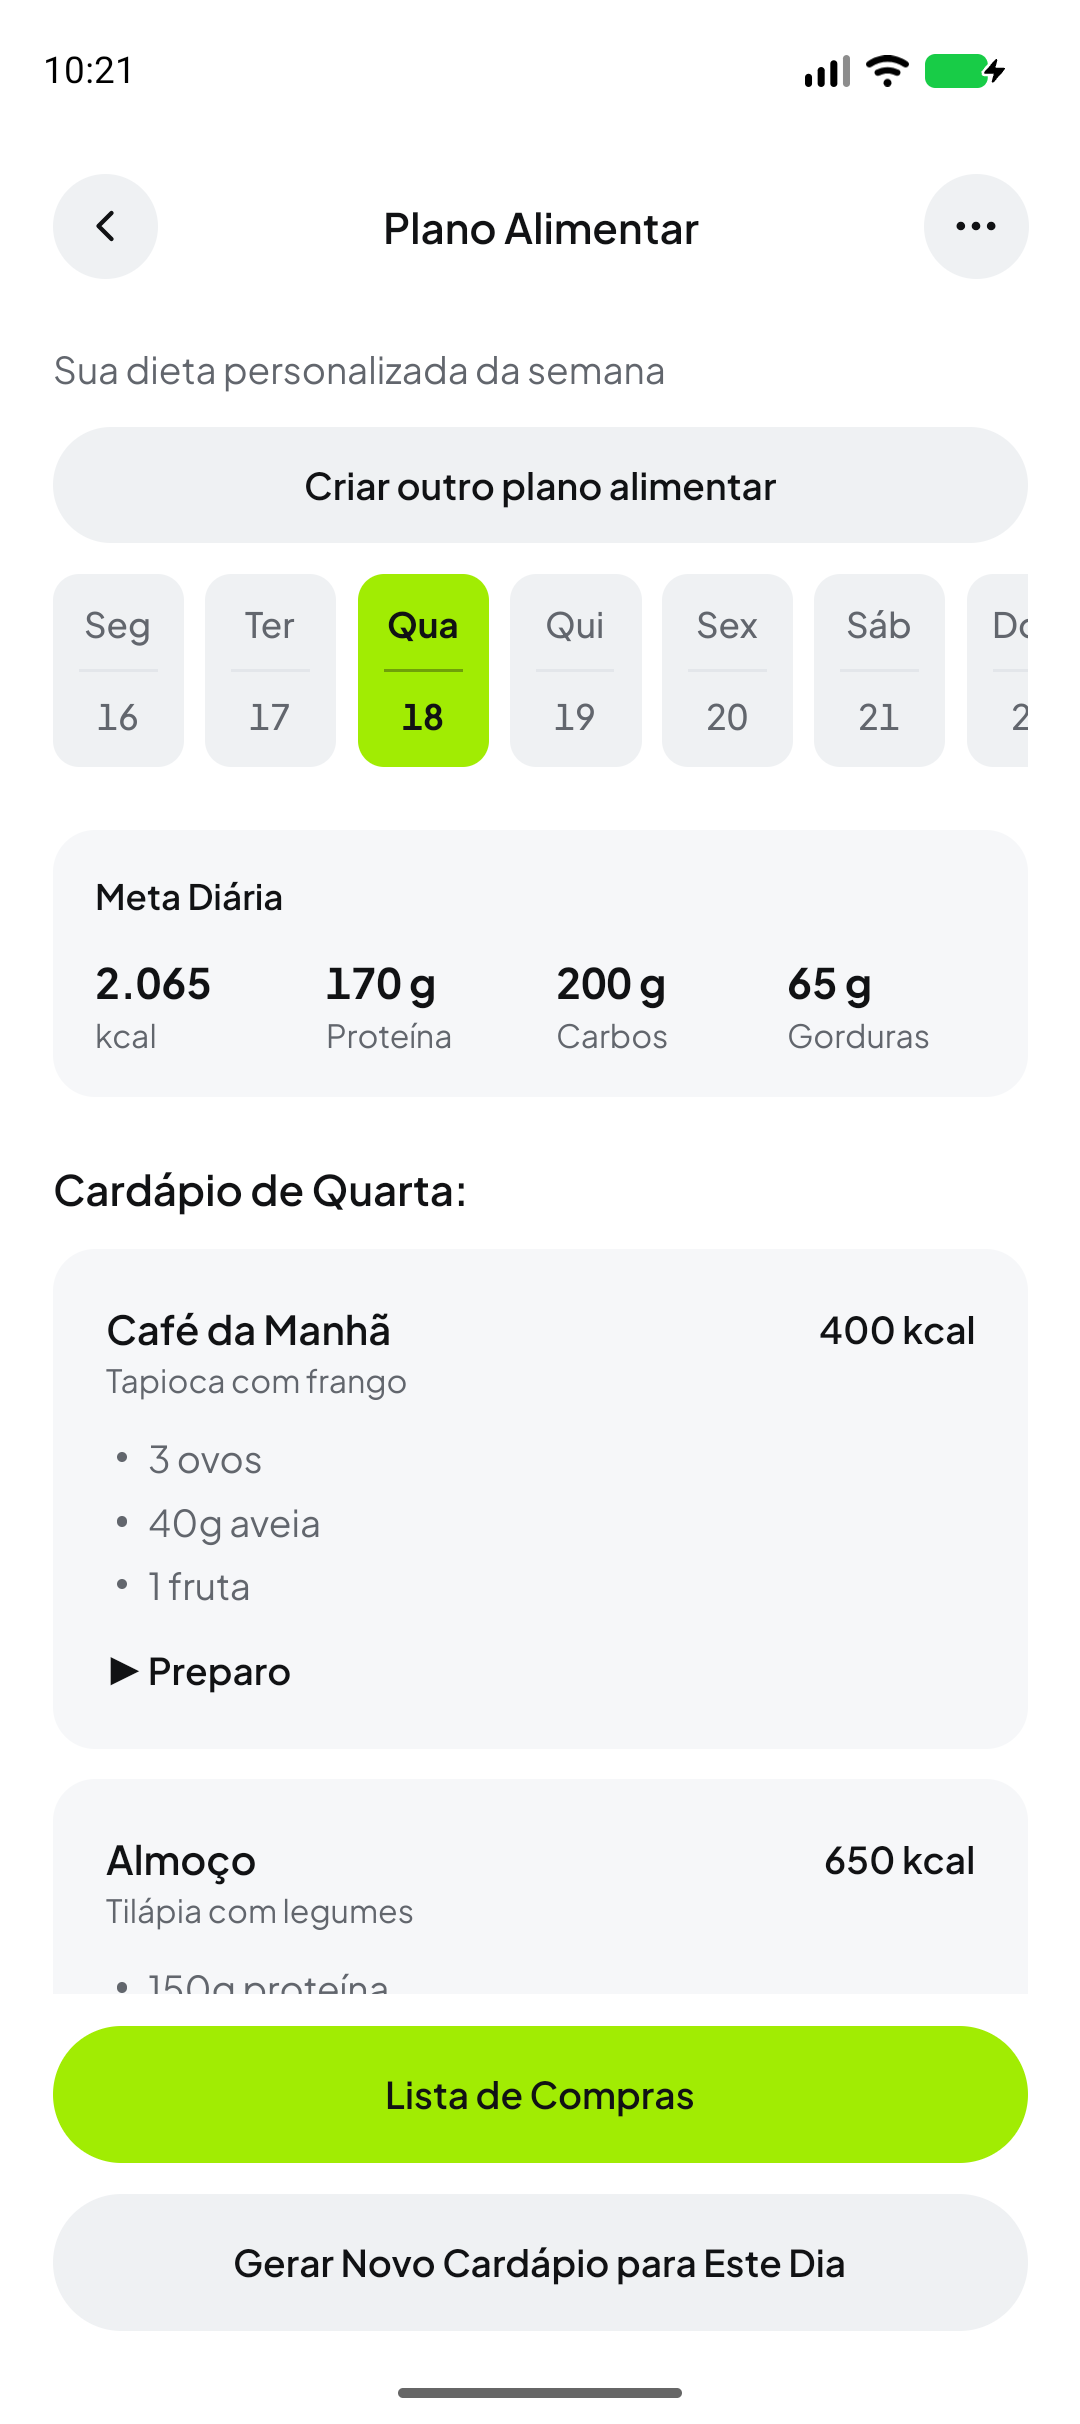 10:21
Plano Alimentar
Sua dieta personalizada da semana
Criar outro plano alimentar
Seg Ter Qua Qui Sex Sáb
16 17 18 19 20 21
Meta Diária
2.065 170 g 200 g 65 g
kcal Proteína Carbos Gorduras
Cardápio de Quarta:
Café da Manhã 400 kcal
Tapioca com frango
• 3 ovos
• 40g aveia
• 1 fruta
▶ Preparo
Almoço 650 kcal
Tilápia com legumes
• 150g proteína
Lista de Compras
Gerar Novo Cardápio para Este Dia